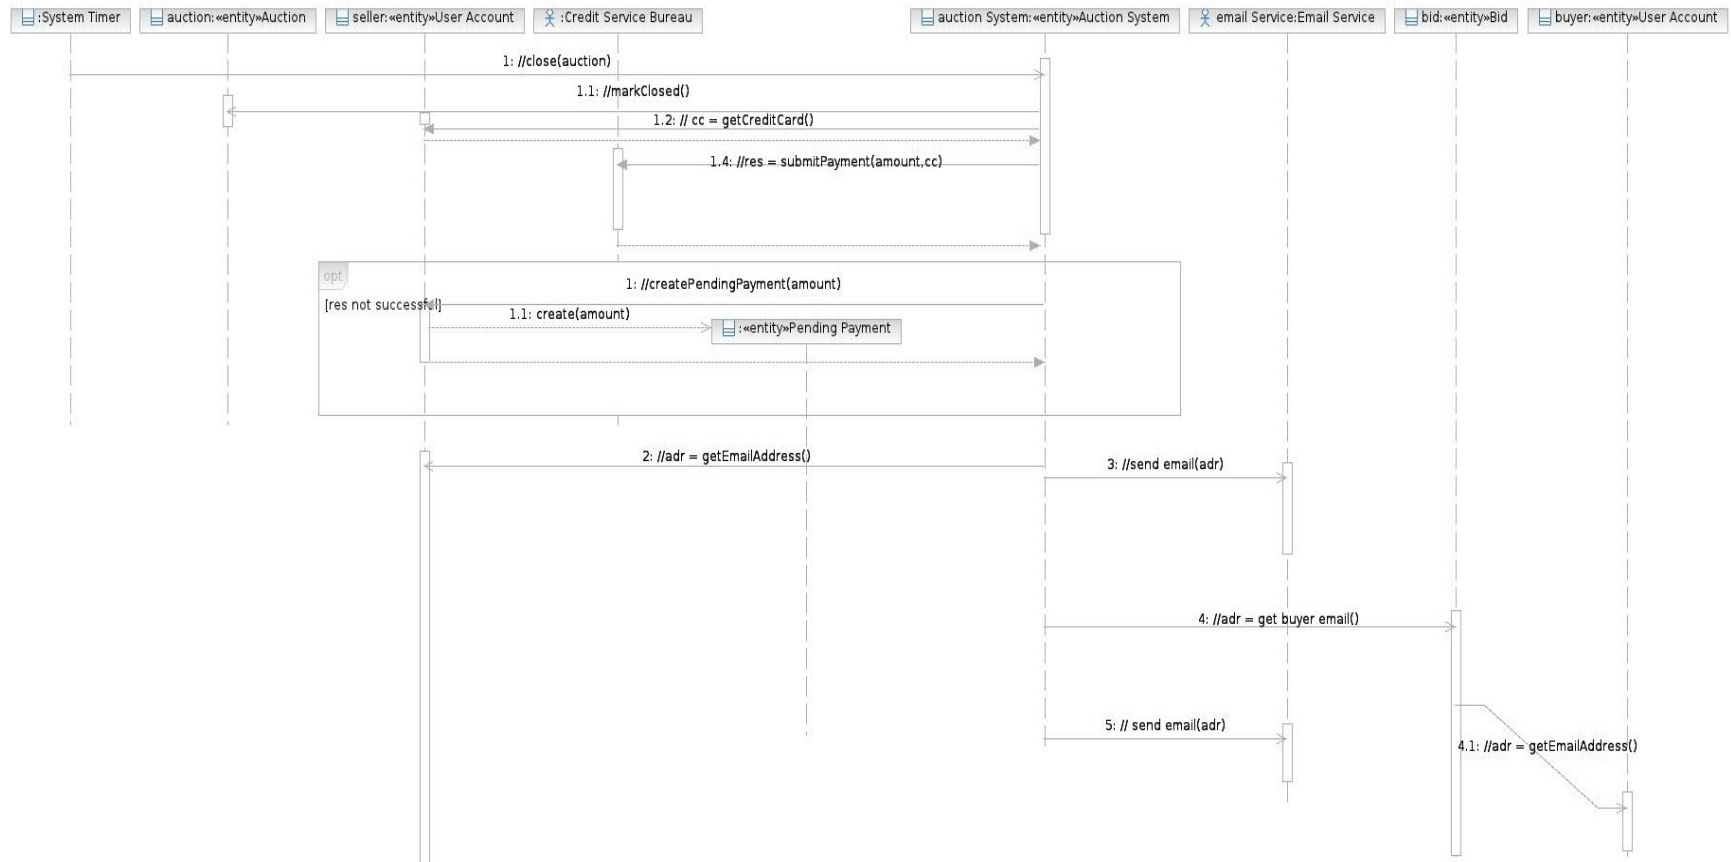 :System Timer
auction:«entity»Auction
seller:«entity»User Account
:Credit Service Bureau
auction System:«entity»Auction System
email Service:Email Service
bid:«entity»Bid
buyer:«entity»User Account
1: //close(auction)
1.1: //markClosed()
1.2: // cc = getCreditCard()
1.4: //res = submitPayment(amount,cc)
opt
1: //createPendingPayment(amount)
[res not successful]
1.1: create(amount)
:«entity»Pending Payment
2: //adr = getEmailAddress()
3: //send email(adr)
4: //adr = get buyer email()
5: // send email(adr)
4.1: //adr = getEmailAddress()